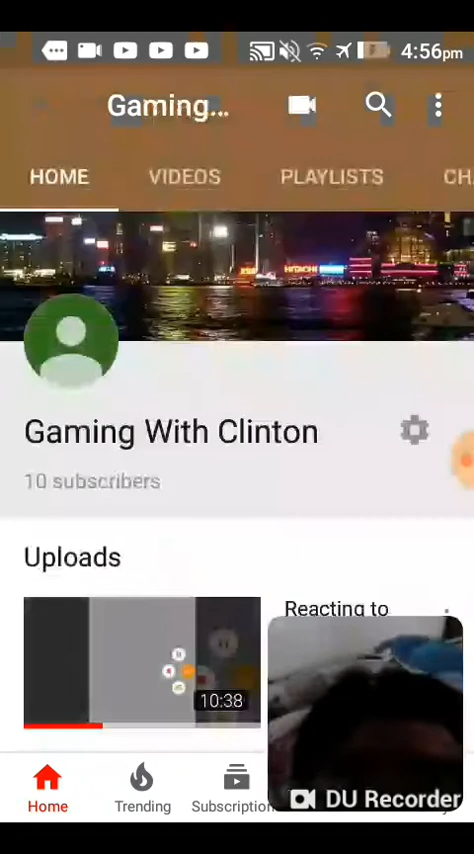 4:56pm
Gaming...
HOME VIDEOS PLAYLISTS CH
HITACHI
Gaming With Clinton
10 subscribers
Uploads
Reacting to
10:38
DU Recorder
Home Trending Subscription